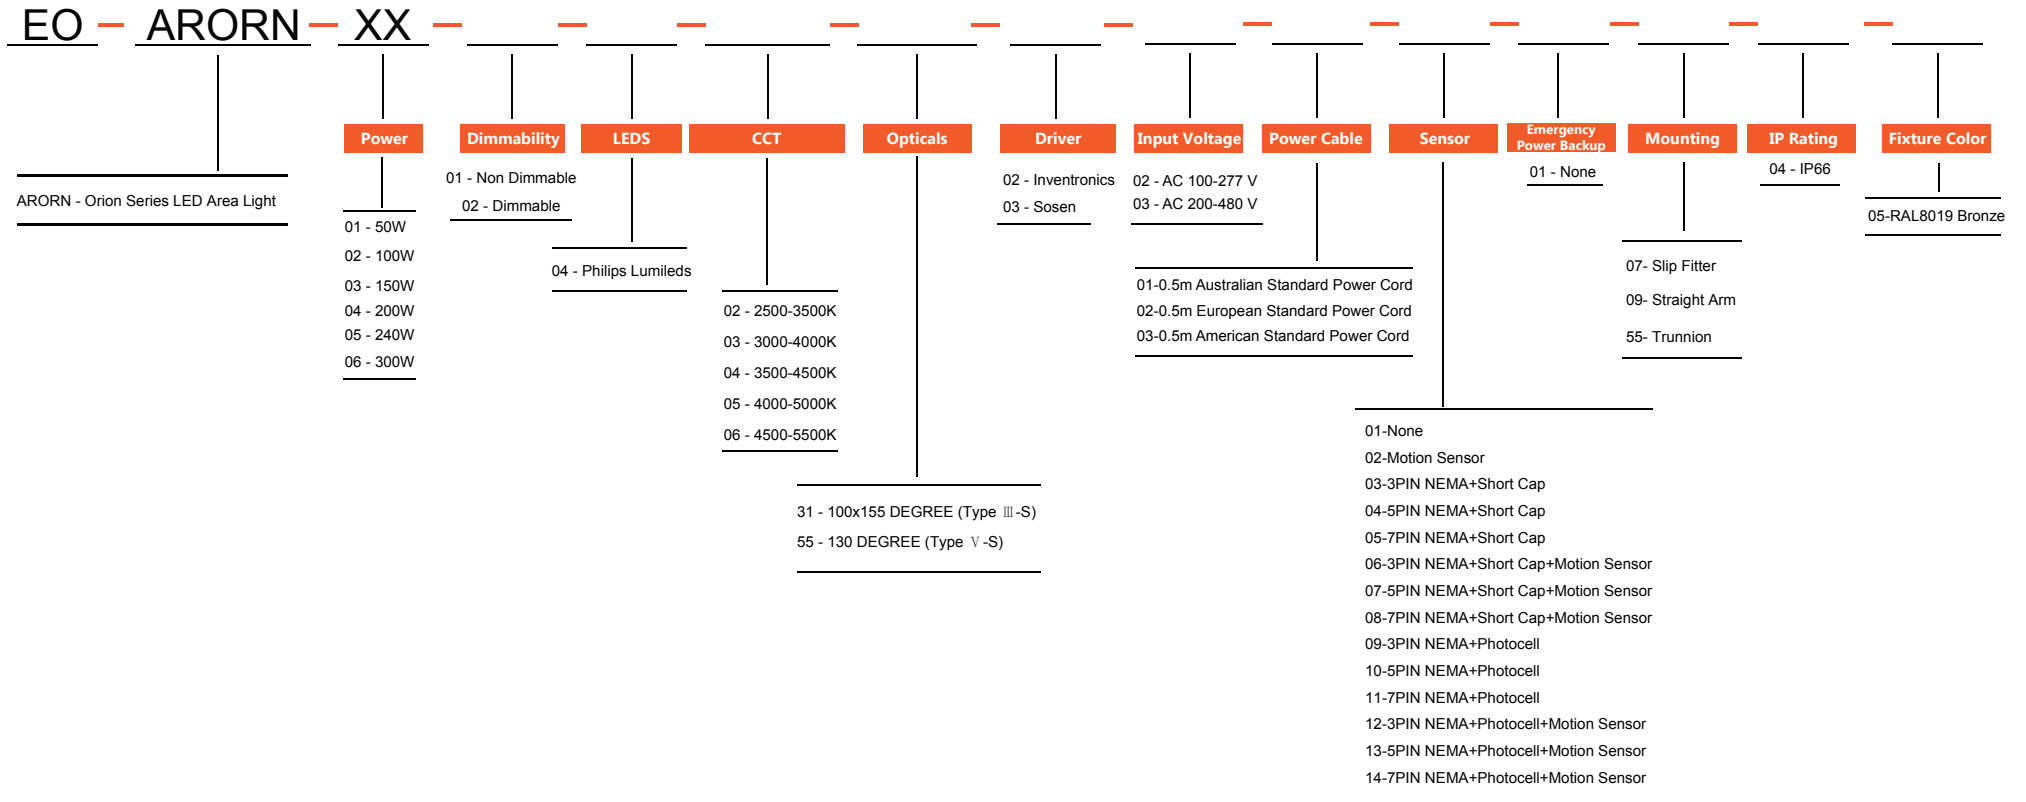 EO — ARORN — XX — — — — — — — — — — — — —
Power
Dimmability
LEDS
CCT
Opticals
Driver
Input Voltage
Power Cable
Sensor
Emergency
Power Backup
Mounting
IP Rating
Fixture Color
ARORN - Orion Series LED Area Light
01 - 50W
02 - 100W
03 - 150W
04 - 200W
05 - 240W
06 - 300W
01 - Non Dimmable
02 - Dimmable
04 - Philips Lumileds
02 - 2500-3500K
03 - 3000-4000K
04 - 3500-4500K
05 - 4000-5000K
06 - 4500-5500K
31 - 100x155 DEGREE (Type Ⅲ-S)
55 - 130 DEGREE (Type Ⅴ-S)
02 - Inventronics
03 - Sosen
02 - AC 100-277 V
03 - AC 200-480 V
01-0.5m Australian Standard Power Cord
02-0.5m European Standard Power Cord
03-0.5m American Standard Power Cord
01-None
02-Motion Sensor
03-3PIN NEMA+Short Cap
04-5PIN NEMA+Short Cap
05-7PIN NEMA+Short Cap
06-3PIN NEMA+Short Cap+Motion Sensor
07-5PIN NEMA+Short Cap+Motion Sensor
08-7PIN NEMA+Short Cap+Motion Sensor
09-3PIN NEMA+Photocell
10-5PIN NEMA+Photocell
11-7PIN NEMA+Photocell
12-3PIN NEMA+Photocell+Motion Sensor
13-5PIN NEMA+Photocell+Motion Sensor
14-7PIN NEMA+Photocell+Motion Sensor
01 - None
07- Slip Fitter
09- Straight Arm
55- Trunnion
04 - IP66
05-RAL8019 Bronze